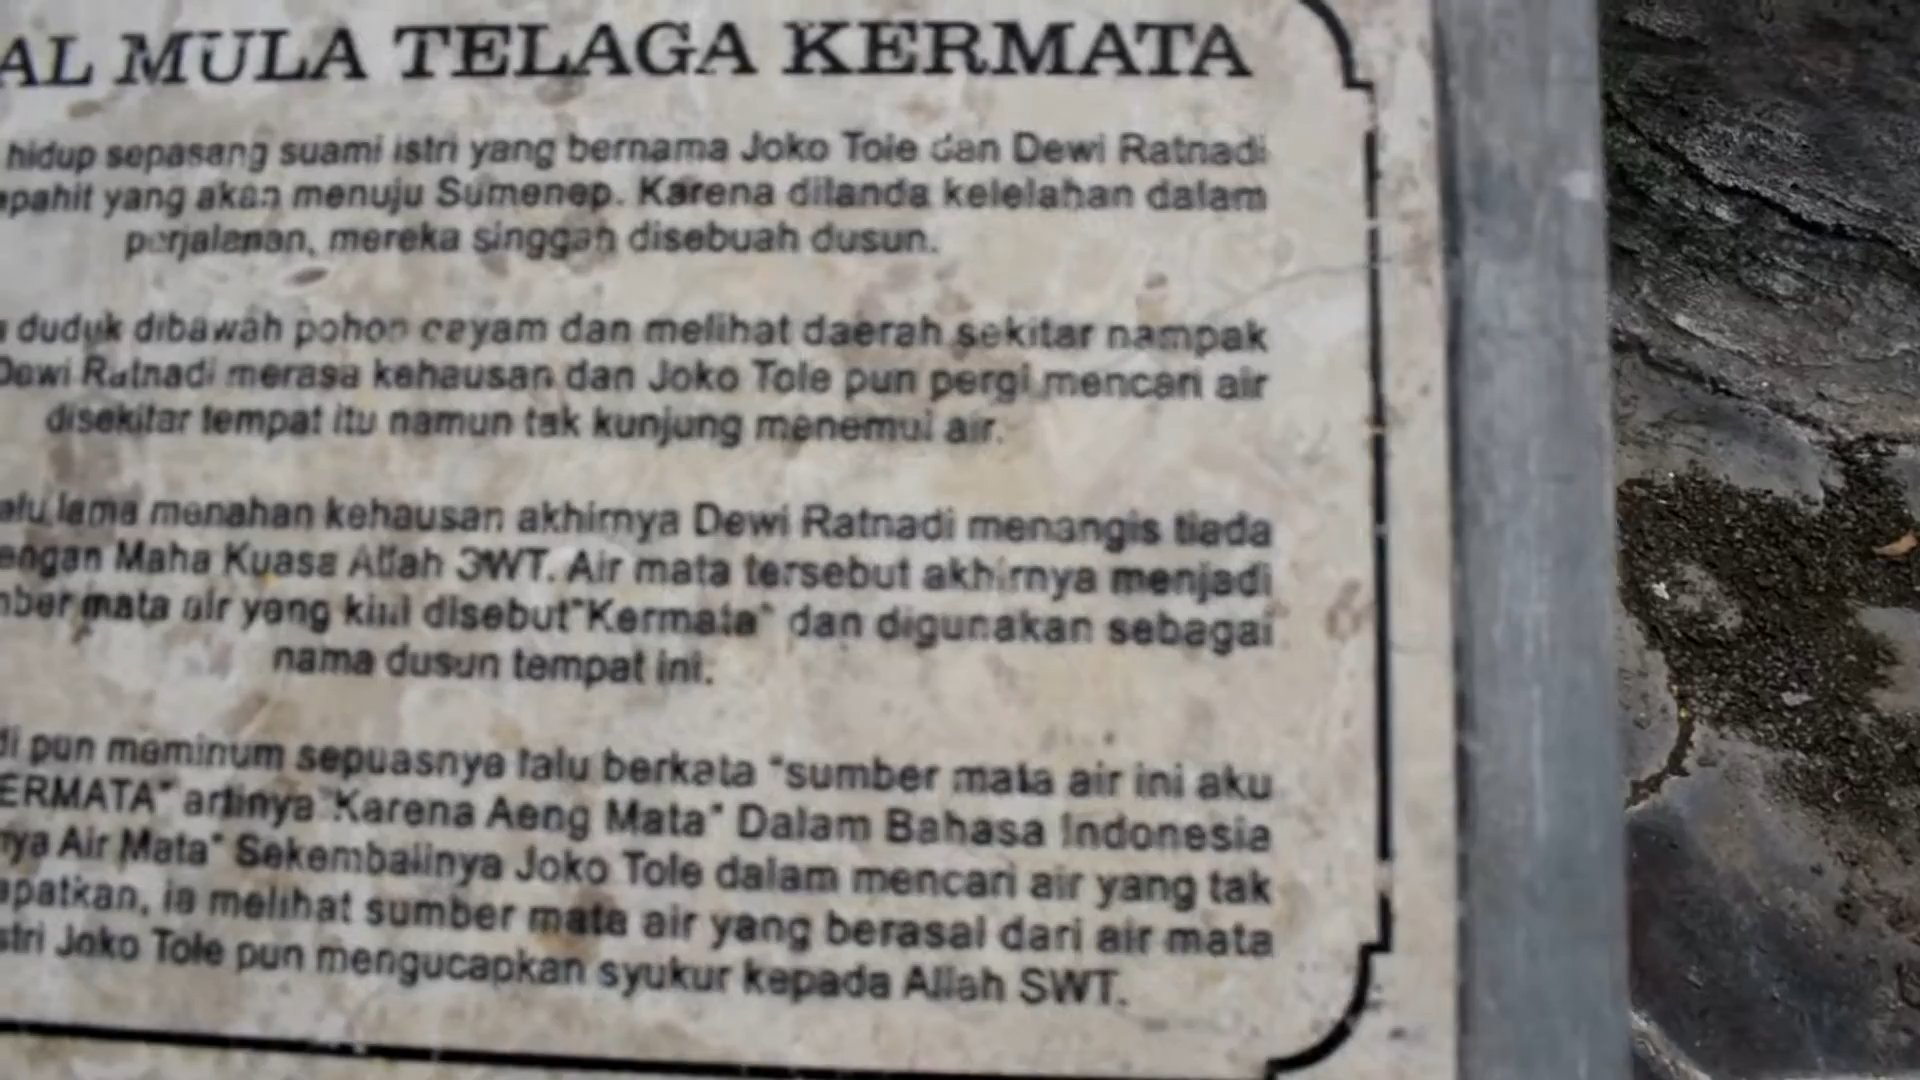 AL MULA TELAGA KERMATA
hidup sepasang suami istri yang bernama Joko Tole dan Dewi Ratnadi
apahit yang akan menuju Sumenep. Karena dilanda kelelahan dalam
perjalanan, mereka singgah disebuah dusun.
duduk dibawah pohon dan melihat daerah sekitar nampak
Dewi Ratnadi merasa kehausan dan Joko Tole pun pergi mencari air
disekitar tempat itu namun tak kunjung menemui air.
alu lama menahan kehausan akhirnya Dewi Ratnadi menangis tiada
engan Maha Kuasa Allah SWT. Air mata tersebut akhirnya menjadi
mber mata air yang kini disebut "Kermata" dan digunakan sebagai
nama dusun tempat ini.
di pun meminum sepuasnya lalu berkata "sumber mata air ini aku
ERMATA" artinya "Karena Aeng Mata" Dalam Bahasa Indonesia
nya Air Mata" Sekembalinya Joko Tole dalam mencari air yang tak
apatkan, ia melihat sumber mata air yang berasal dari air mata
stri Joko Tole pun mengucapkan syukur kepada Allah SWT.